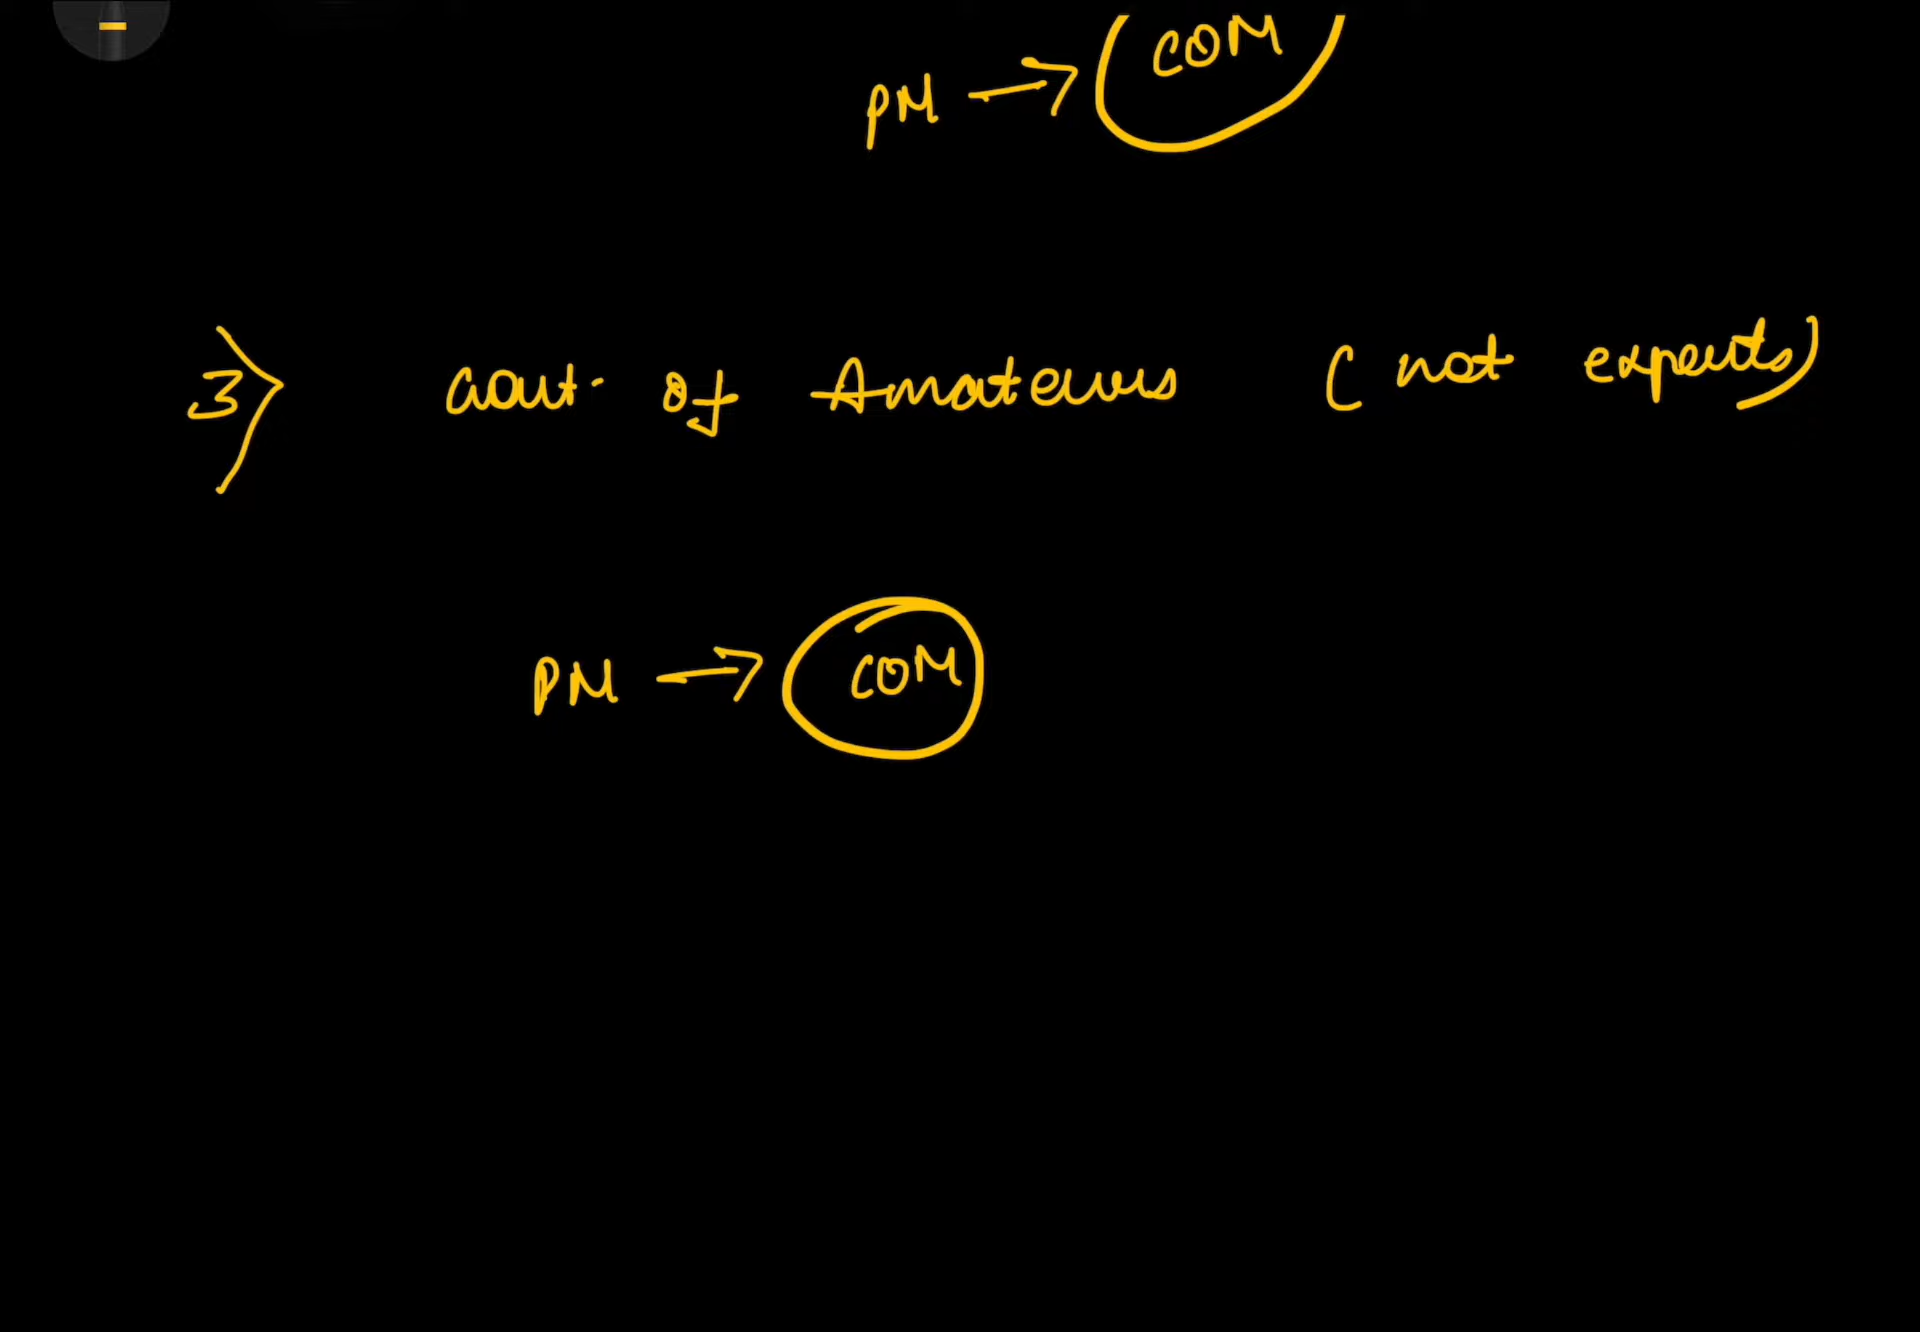 PM → COM
3) Govt. of Amateurs (not experts)
PM → COM